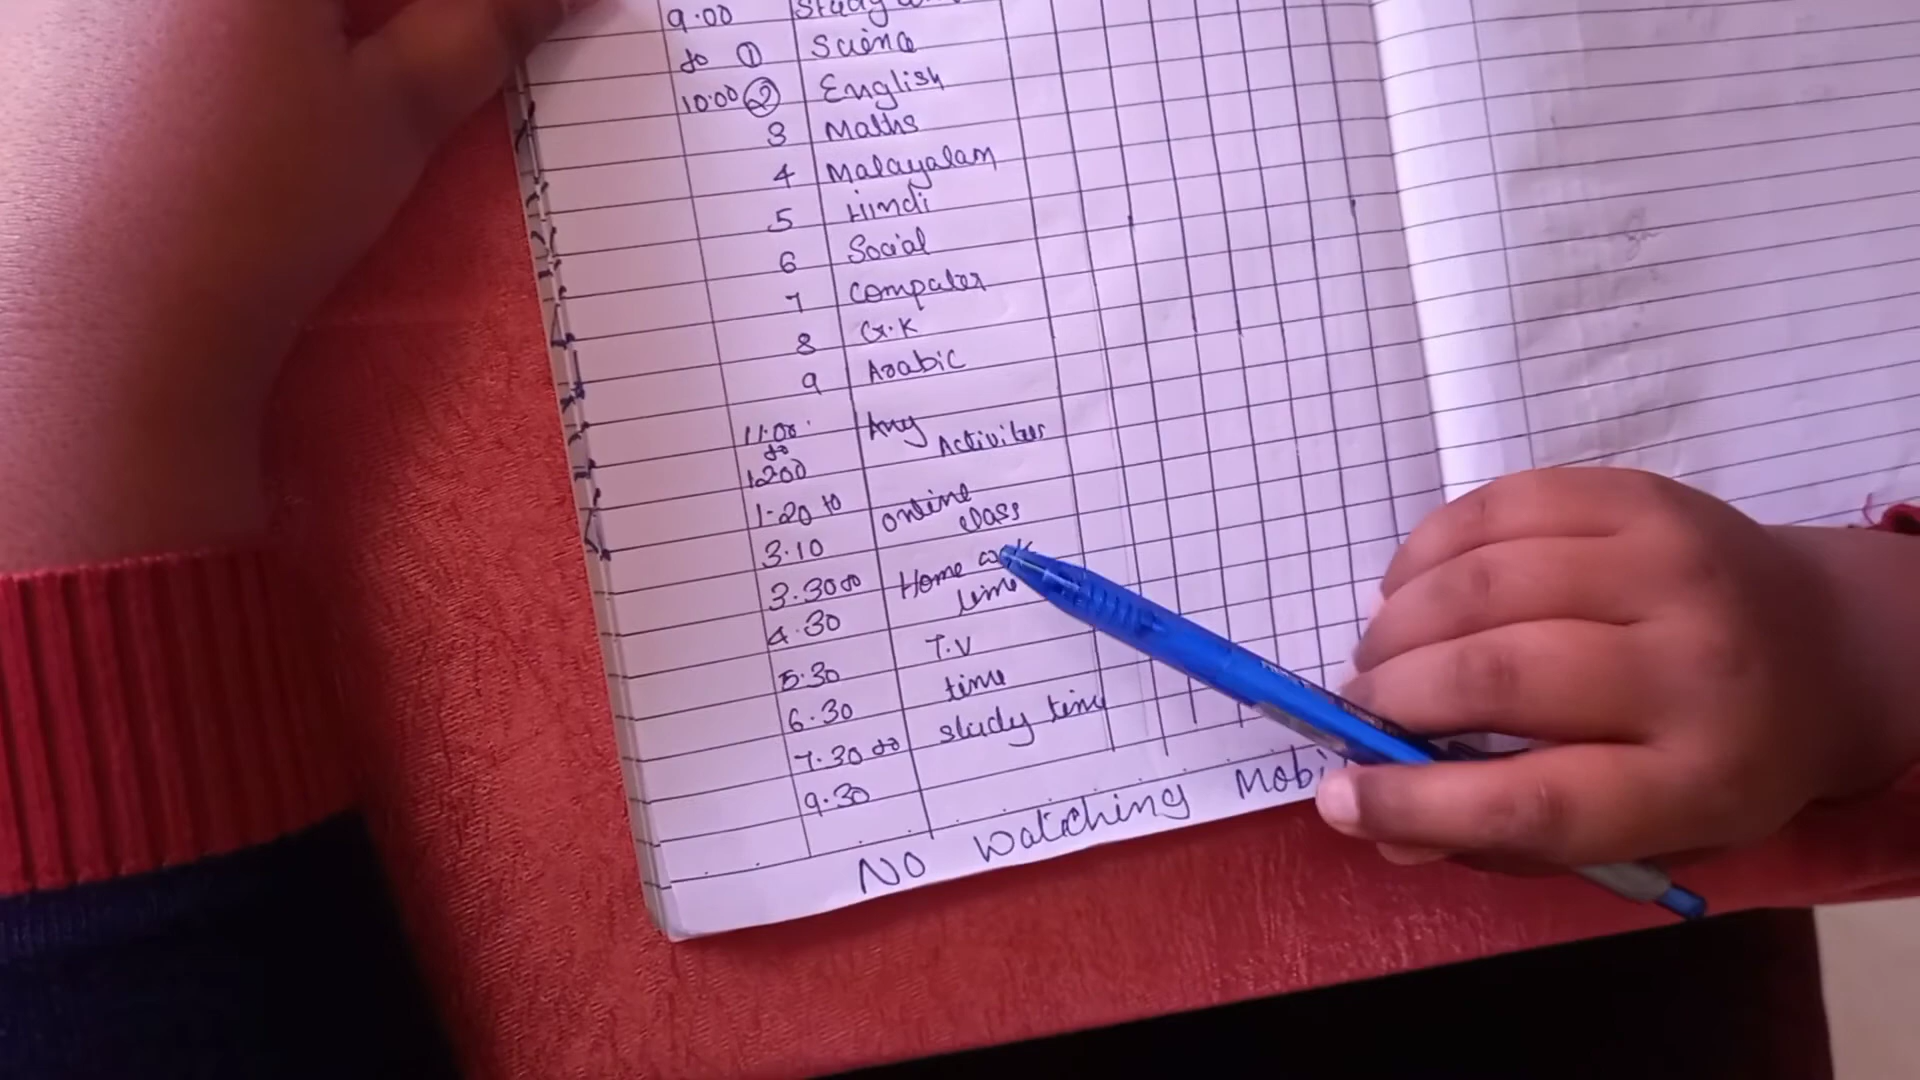 9.00 Study
to ① Science
10.00 ② English
3 Maths
4 Malayalam
5 Hindi
6 Social
7 Computer
8 G.K
9 Arabic
11.00 Any
to Activities
12.00
1.20 to online
3.10 class
3.30 to Home work
4.30 time
5.30 T.V
6.30 time
7.30 to study time
9.30
NO Watching